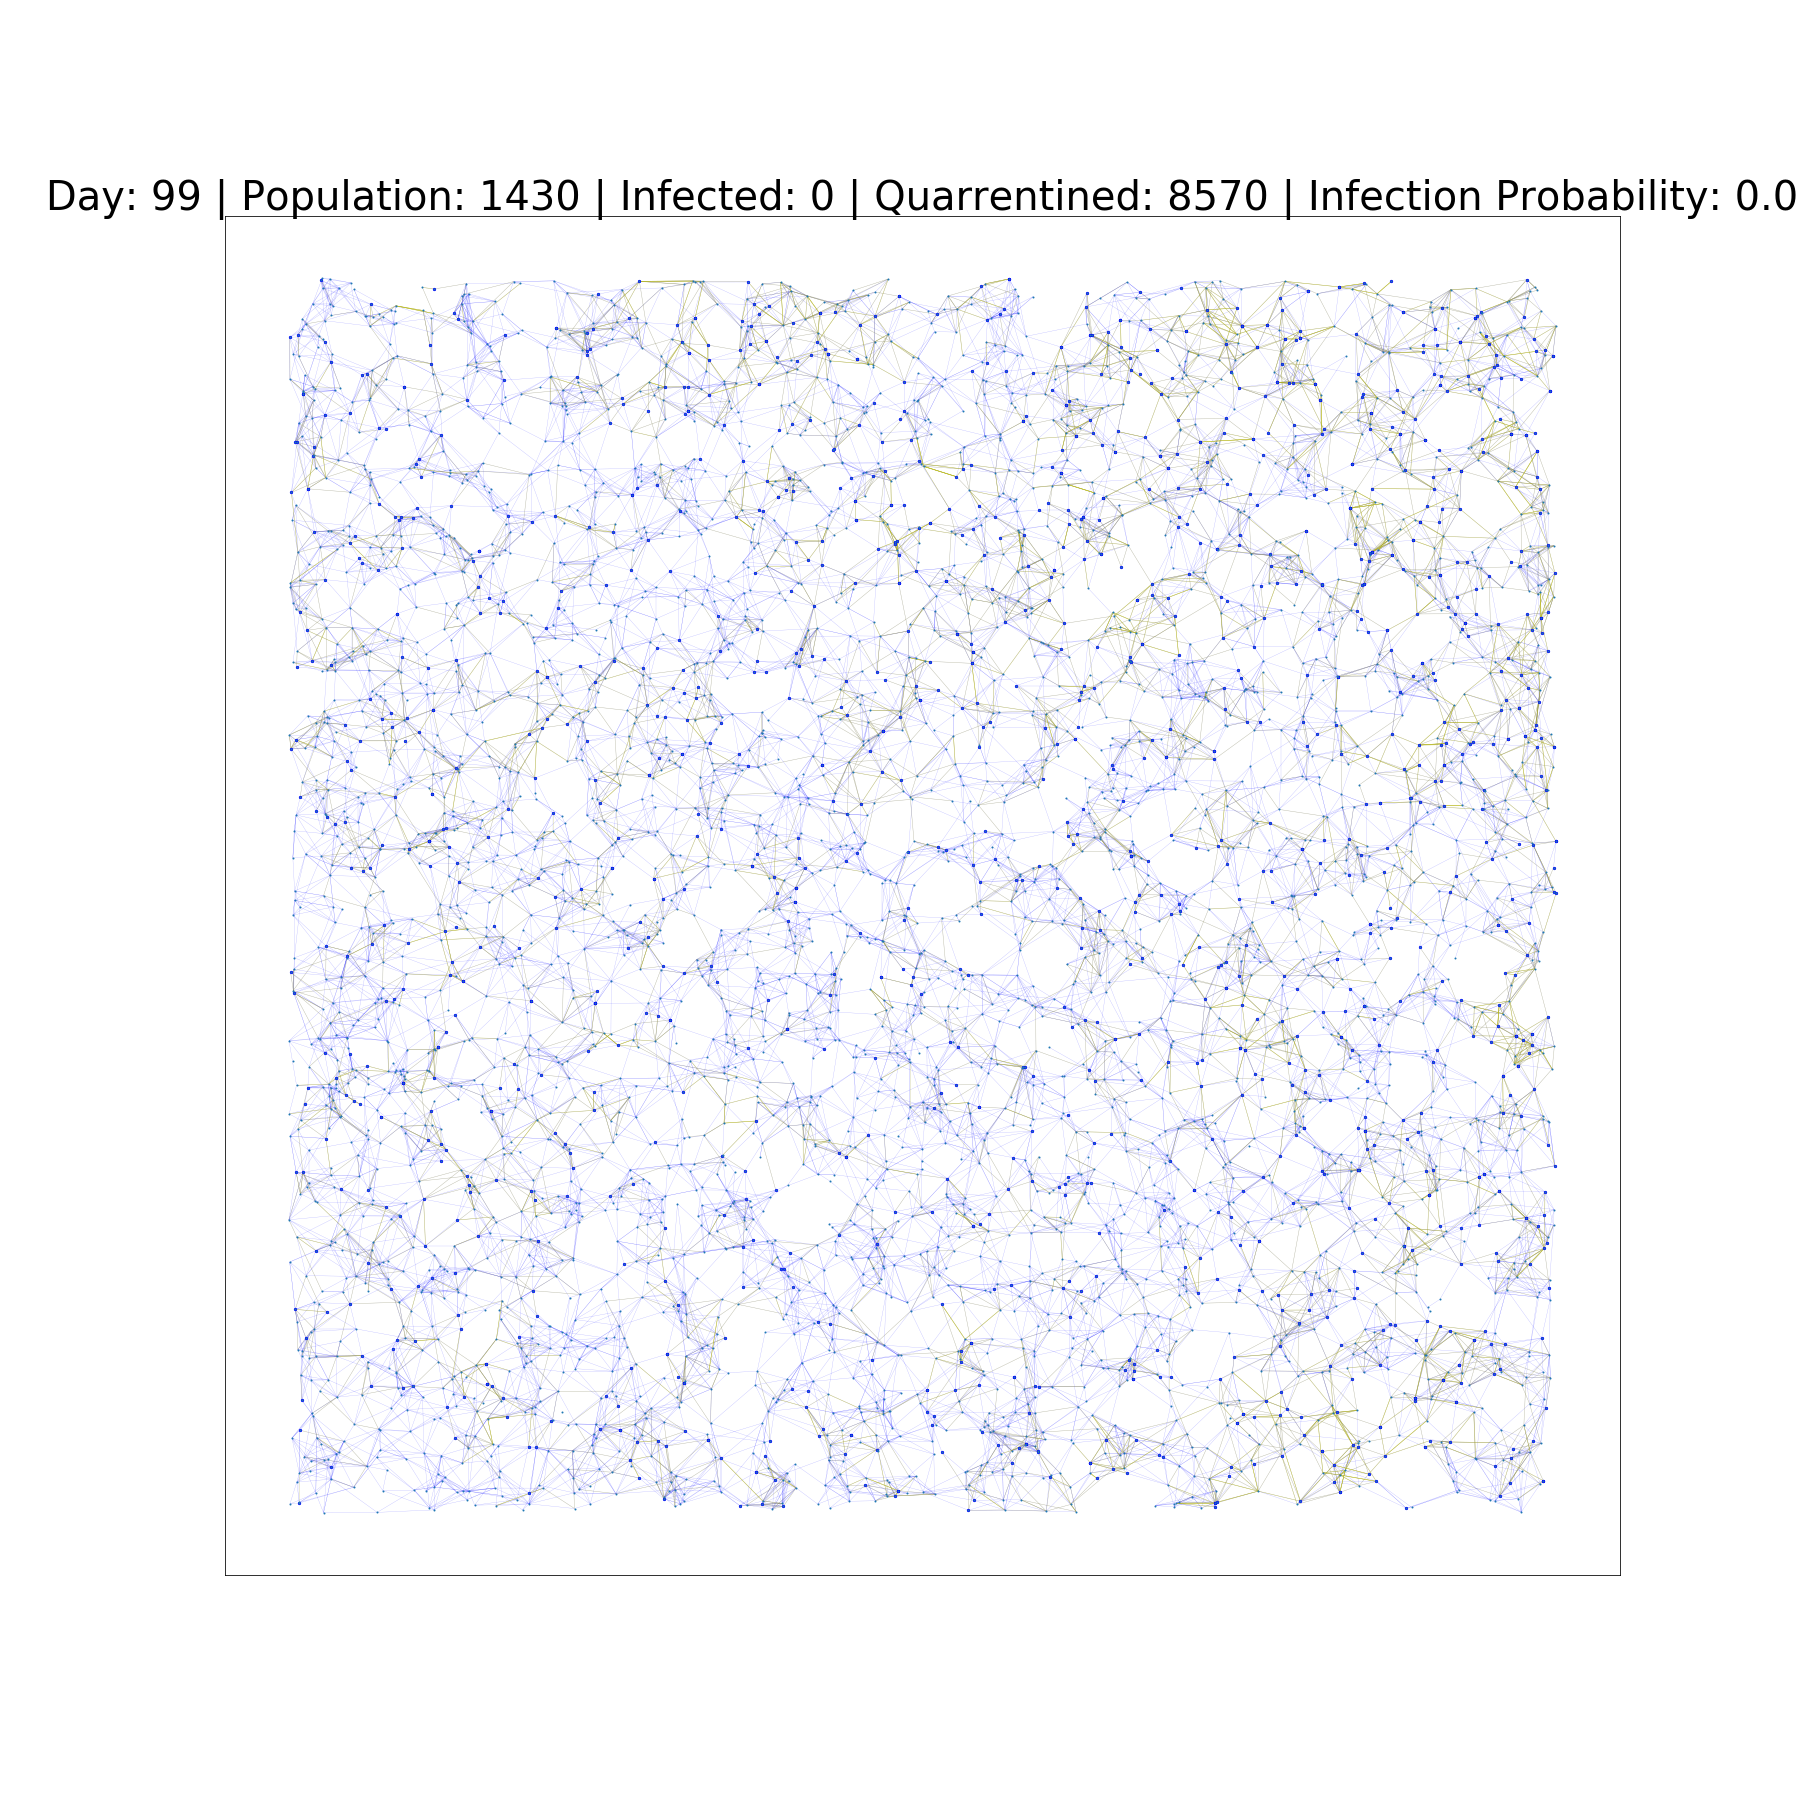 Day: 99 | Population: 1430 | Infected: 0 | Quarrentined: 8570 | Infection Probability: 0.0